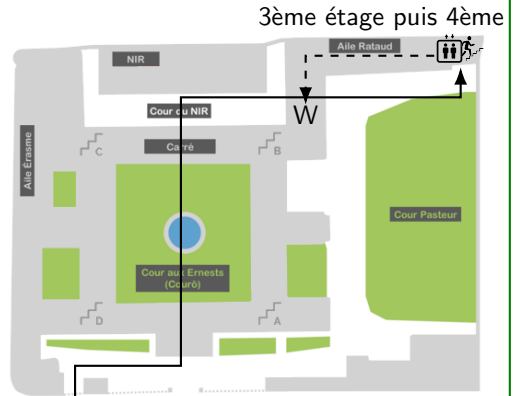 3ème étage puis 4ème
Aile Rataud
NIR
Cour du NIR
W
C
Carré
B
Aile Érasme
Cour Pasteur
Cour aux Ernests
(Courô)
D
A